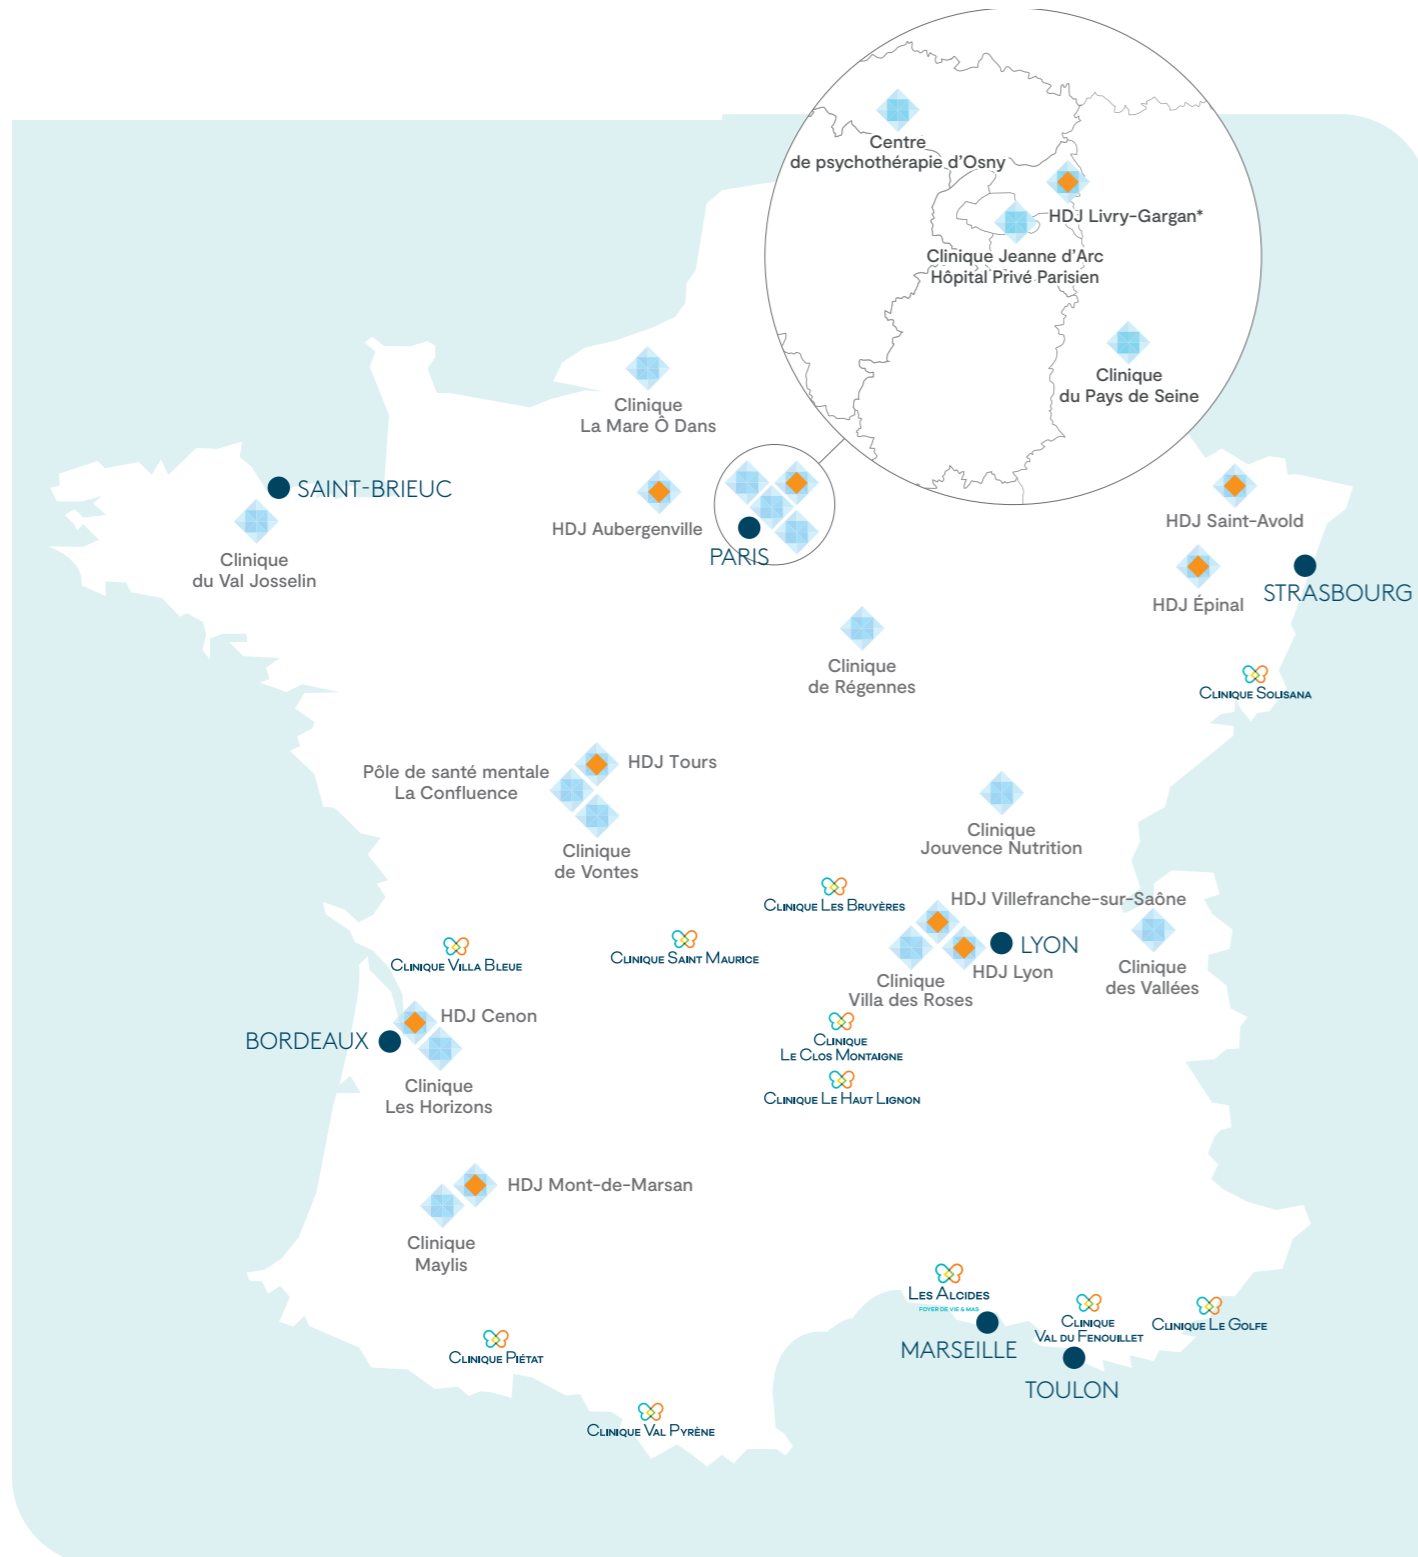 Centre
de psychothérapie d'Osny
HDJ Livry-Gargan*
Clinique Jeanne d'Arc
Hôpital Privé Parisien
Clinique
du Pays de Seine
Clinique
La Mare Ô Dans
SAINT-BRIEUC
Clinique
du Val Josselin
HDJ Aubergenville
PARIS
HDJ Saint-Avold
HDJ Épinal
STRASBOURG
Clinique
de Régennes
CLINIQUE SOLISANA
HDJ Tours
Pôle de santé mentale
La Confluence
Clinique
de Vontes
Clinique
Jouvence Nutrition
CLINIQUE LES BRUYÈRES
HDJ Villefranche-sur-Saône
LYON
HDJ Lyon
Clinique
Villa des Roses
Clinique
des Vallées
CLINIQUE VILLA BLEUE
CLINIQUE SAINT MAURICE
HDJ Cenon
BORDEAUX
Clinique
Les Horizons
CLINIQUE
LE CLOS MONTAIGNE
CLINIQUE LE HAUT LIGNON
HDJ Mont-de-Marsan
Clinique
Maylis
LES ALCIDES
FOYER DE VIE & MAS
MARSEILLE
CLINIQUE
VAL DU FENOUILLET
CLINIQUE LE GOLFE
TOULON
CLINIQUE PIÉTAT
CLINIQUE VAL PYRÈNE